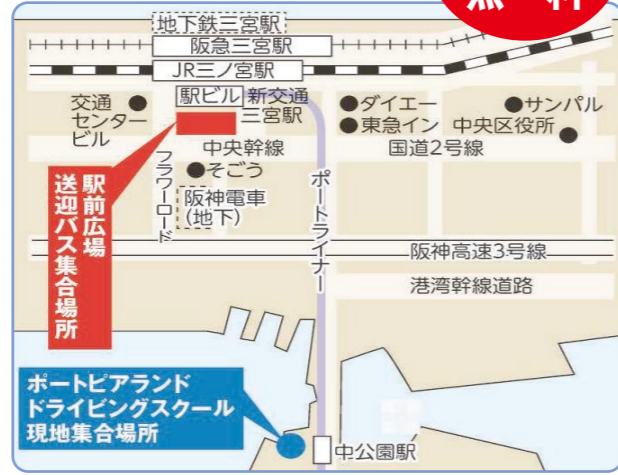 無料
地下鉄三宮駅
阪急三宮駅
JR三ノ宮駅
駅ビル
新交通
三宮駅
交通
センター
ビル
ダイエー
東急イン
サンパル
中央区役所
中央幹線
国道2号線
そごう
阪神電車
(地下)
フラワーロード
ポートライナー
駅前広場
送迎バス集合場所
阪神高速3号線
港湾幹線道路
ポートピアランド
ドライビングスクール
現地集合場所
中公園駅